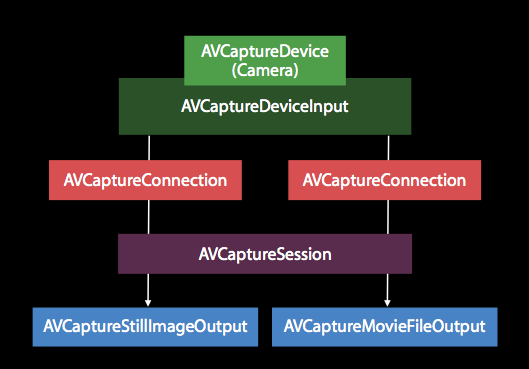 AVCaptureDevice
(Camera)
AVCaptureDeviceInput
AVCaptureConnection
AVCaptureConnection
AVCaptureSession
AVCaptureStillImageOutput
AVCaptureMovieFileOutput